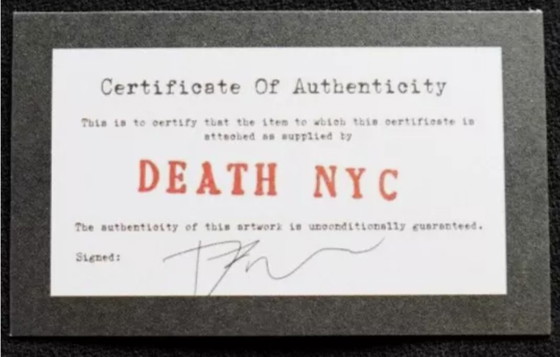 Certificate Of Authenticity
This is to certify that the item to which this certificate is
attached as supplied by
DEATH NYC
The authenticity of this artwork is unconditionally guaranteed.
Signed: